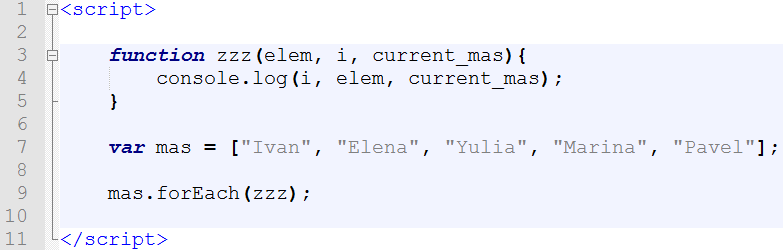 1 <script>
2
3 function zzz(elem, i, current_mas){
4 console.log(i, elem, current_mas);
5 }
6
7 var mas = ["Ivan", "Elena", "Yulia", "Marina", "Pavel"];
8
9 mas.forEach(zzz);
10
11 </script>